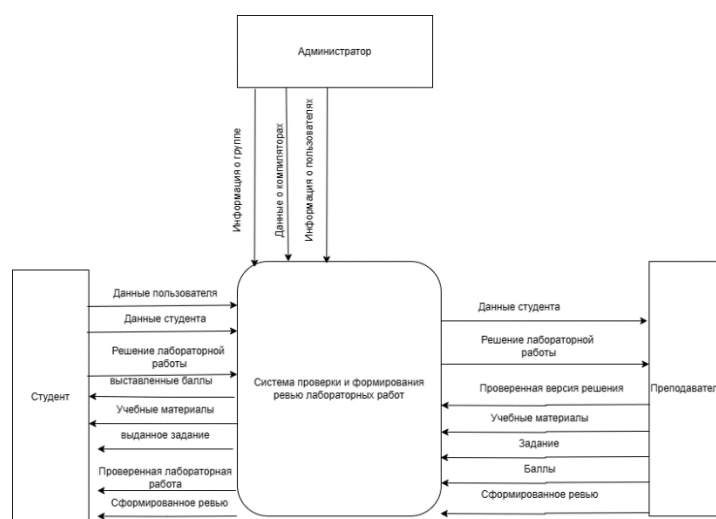 Администратор
Информация о группе
Данные о компиляторах
Информация о пользователях
Студент
Данные пользователя
Данные студента
Решение лабораторной
работы
выставленные баллы
Учебные материалы
выданное задание
Проверенная лабораторная
работа
Сформированное ревью
Система проверки и формирования
ревью лабораторных работ
Данные студента
Решение лабораторной
работы
Проверенная версия решения
Учебные материалы
Задание
Баллы
Сформированное ревью
Преподавател